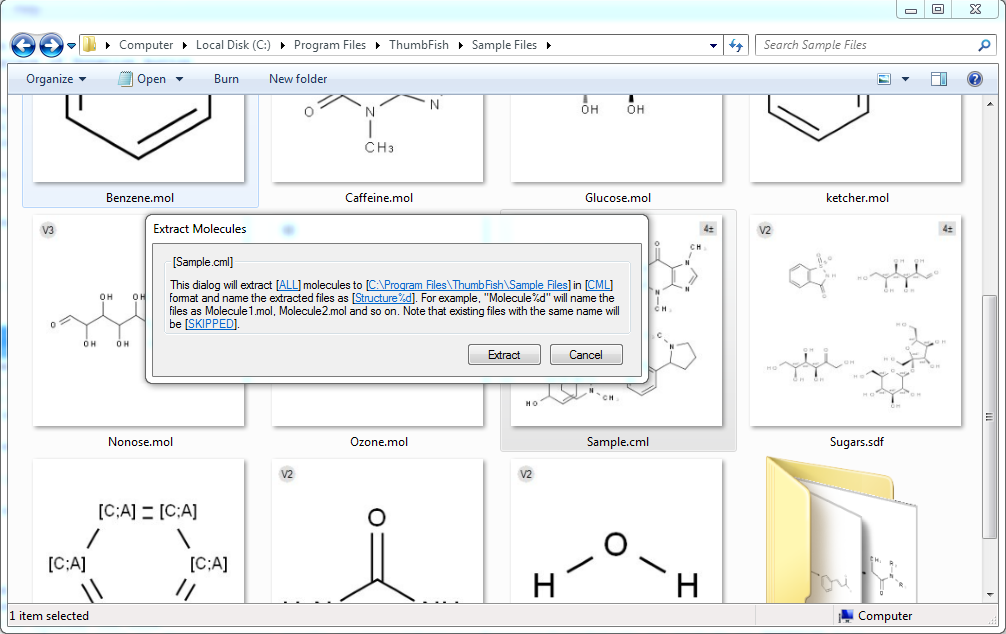 Computer Local Disk (C:) Program Files ThumbFish Sample Files
Search Sample Files
Organize Open Burn New folder
O N N
CH₃
OH OH
Benzene.mol Caffeine.mol Glucose.mol ketcher.mol
V3
4±
V2
4±
Extract Molecules
[Sample.cml]
This dialog will extract [ALL] molecules to [C:\Program Files\ThumbFish\Sample Files] in [CML]
format and name the extracted files as [Structure%d]. For example, "Molecule%d" will name the
files as Molecule1.mol, Molecule2.mol and so on. Note that existing files with the same name will
be [SKIPPED].
Extract Cancel
OH OH
O
OH OH
HO
Nonose.mol Ozone.mol Sample.cml Sugars.sdf
V2
V2
[C;A] [C;A]
[C;A] [C;A]
O
O
H H
1 item selected
Computer